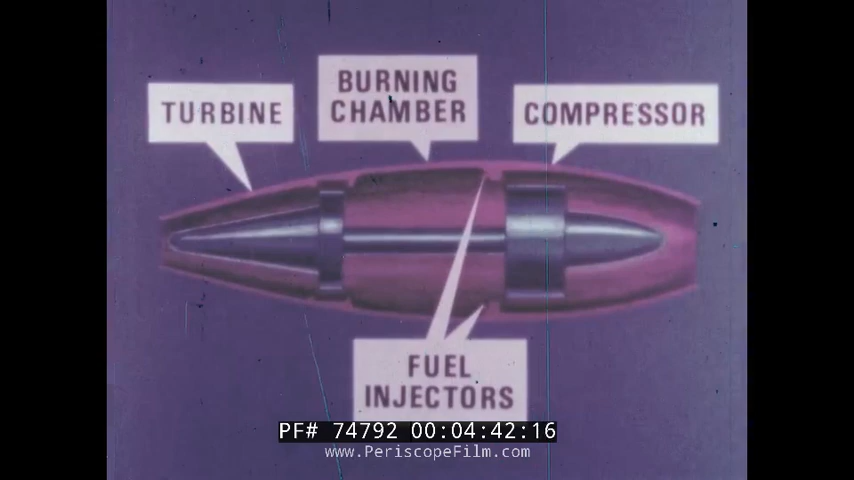 TURBINE
BURNING
CHAMBER
COMPRESSOR
FUEL
INJECTORS
PF# 74792 00:04:42:16
www.PeriscopeFilm.com